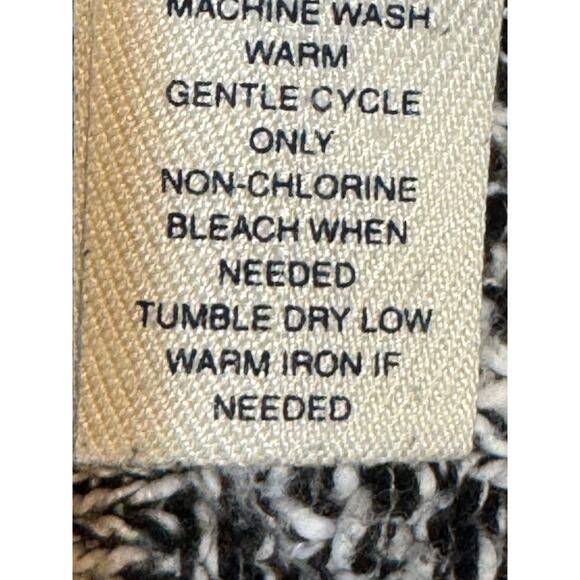 MACHINE WASH
WARM
GENTLE CYCLE
ONLY
NON-CHLORINE
BLEACH WHEN
NEEDED
TUMBLE DRY LOW
WARM IRON IF
NEEDED